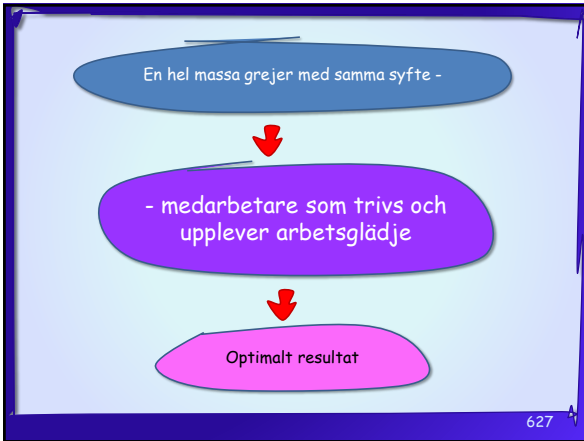 En hel massa grejer med samma syfte -
- medarbetare som trivs och
upplever arbetsglädje
Optimalt resultat
627